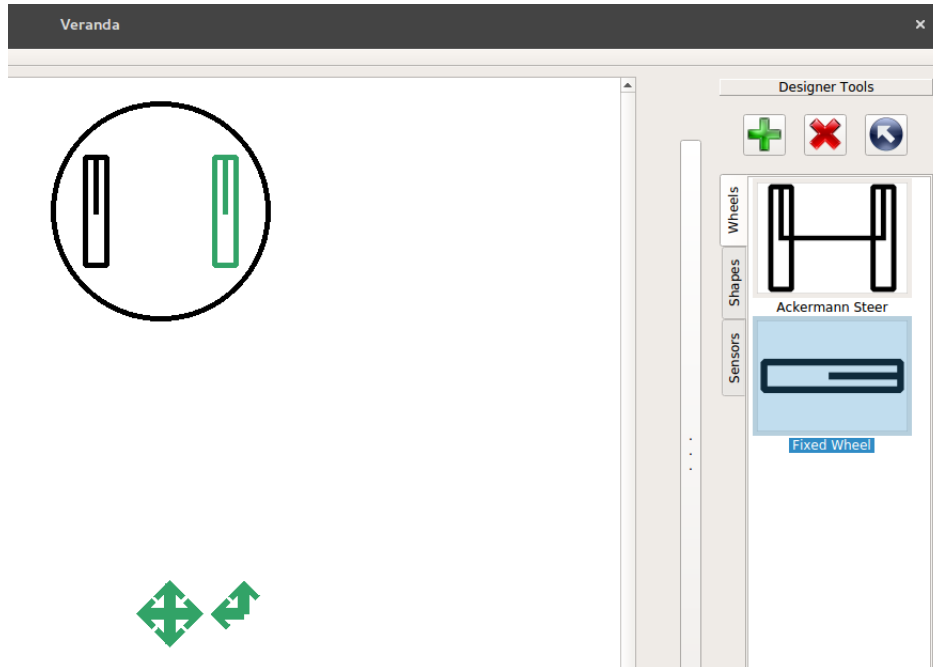 Veranda
Designer Tools
Wheels
Shapes
Sensors
Ackermann Steer
Fixed Wheel